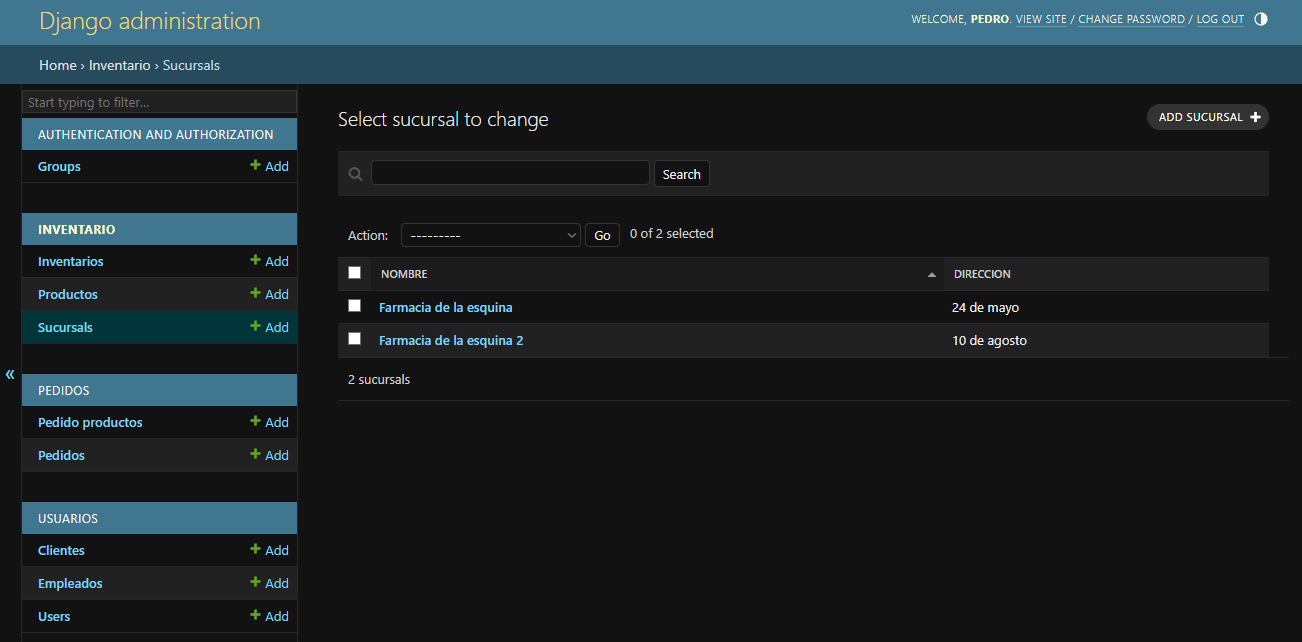 Django administration
WELCOME, PEDRO. VIEW SITE / CHANGE PASSWORD / LOG OUT
Home › Inventario › Sucursals
Start typing to filter...
AUTHENTICATION AND AUTHORIZATION
Groups + Add
INVENTARIO
Inventarios + Add
Productos + Add
Sucursals + Add
PEDIDOS
Pedido productos + Add
Pedidos + Add
USUARIOS
Clientes + Add
Empleados + Add
Users + Add
«
Select sucursal to change
ADD SUCURSAL +
Search
Action: --------- Go 0 of 2 selected
NOMBRE DIRECCION
Farmacia de la esquina 24 de mayo
Farmacia de la esquina 2 10 de agosto
2 sucursals